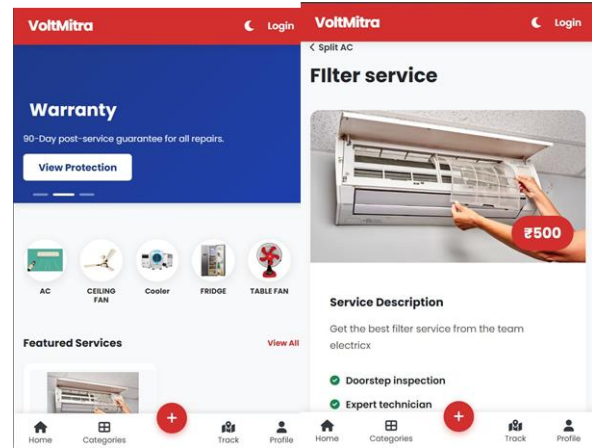 VoltMitra
Login
Warranty
90-Day post-service guarantee for all repairs.
View Protection
AC
CEILING
FAN
Cooler
FRIDGE
TABLE FAN
Featured Services
View All
Home
Categories
+
Track
Profile
VoltMitra
Login
< Split AC
FIlter service
₹500
Service Description
Get the best filter service from the team
electricx
Doorstep inspection
Expert technician
Home
Categories
+
Track
Profile